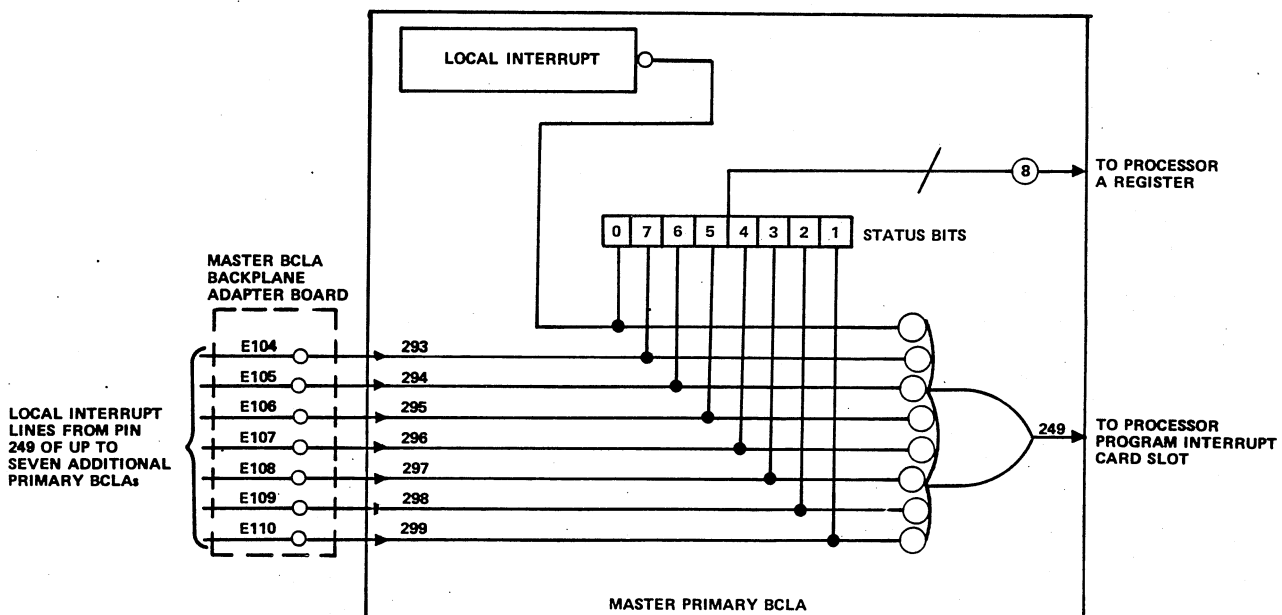 LOCAL INTERRUPT
8
TO PROCESSOR
A REGISTER
0 7 6 5 4 3 2 1
STATUS BITS
MASTER BCLA
BACKPLANE
ADAPTER BOARD
E104
293
E105
294
E106
295
E107
296
E108
297
E109
298
E110
299
LOCAL INTERRUPT
LINES FROM PIN
249 OF UP TO
SEVEN ADDITIONAL
PRIMARY BCLAs
249
TO PROCESSOR
PROGRAM INTERRUPT
CARD SLOT
MASTER PRIMARY BCLA